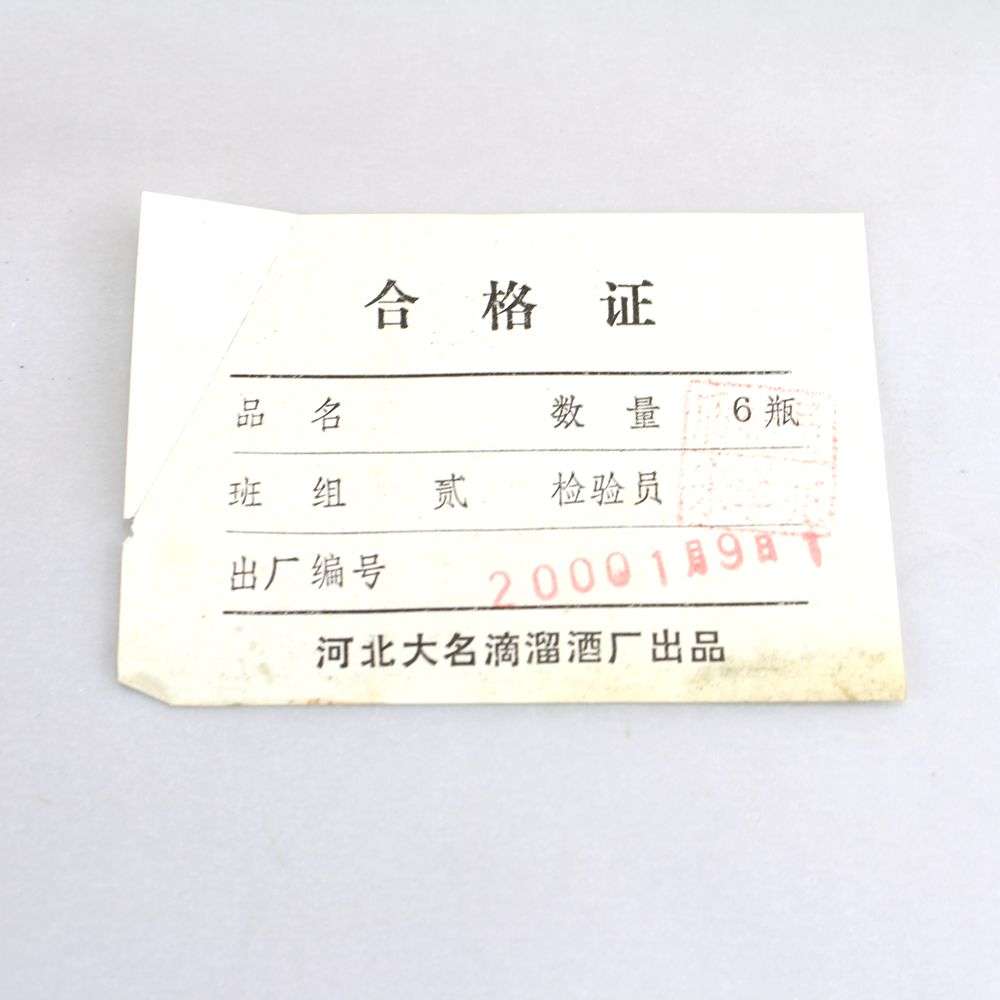 合格证
品名 数量 6瓶
班组 贰 检验员
出厂编号 2000 1月9日
河北大名滴溜酒厂出品